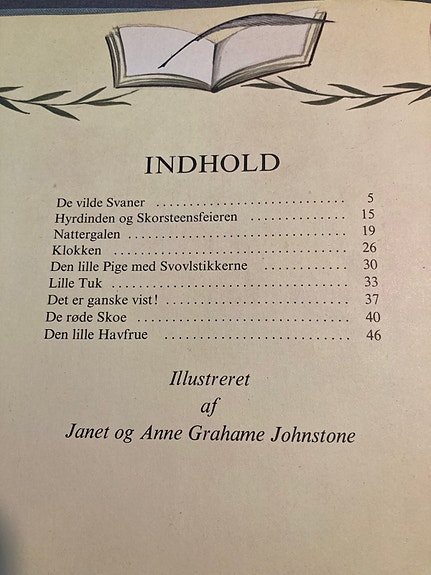 INDHOLD
De vilde Svaner .......................... 5
Hyrdinden og Skorsteensfeieren ............. 15
Nattergalen ................................ 19
Klokken .................................... 26
Den lille Pige med Svovlstikkerne ............. 30
Lille Tuk ................................... 33
Det er ganske vist! .......................... 37
De røde Skoe .............................. 40
Den lille Havfrue ........................... 46
Illustreret
af
Janet og Anne Grahame Johnstone